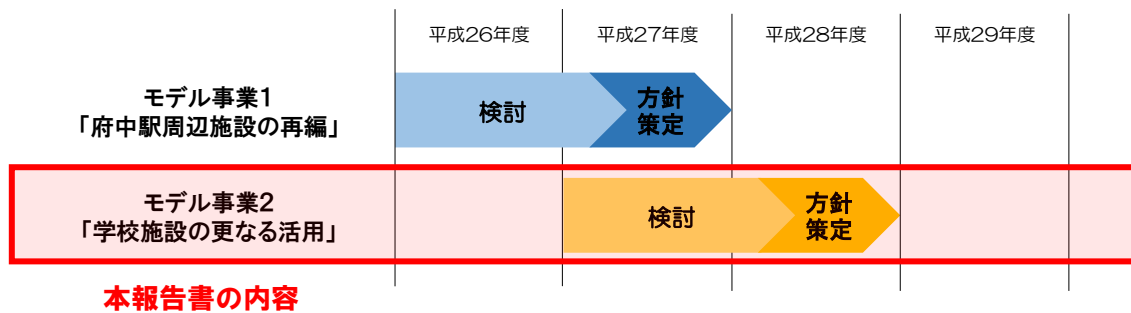 平成26年度
平成27年度
平成28年度
平成29年度
モデル事業1
「府中駅周辺施設の再編」
検討
方針
策定
モデル事業2
「学校施設の更なる活用」
検討
方針
策定
本報告書の内容